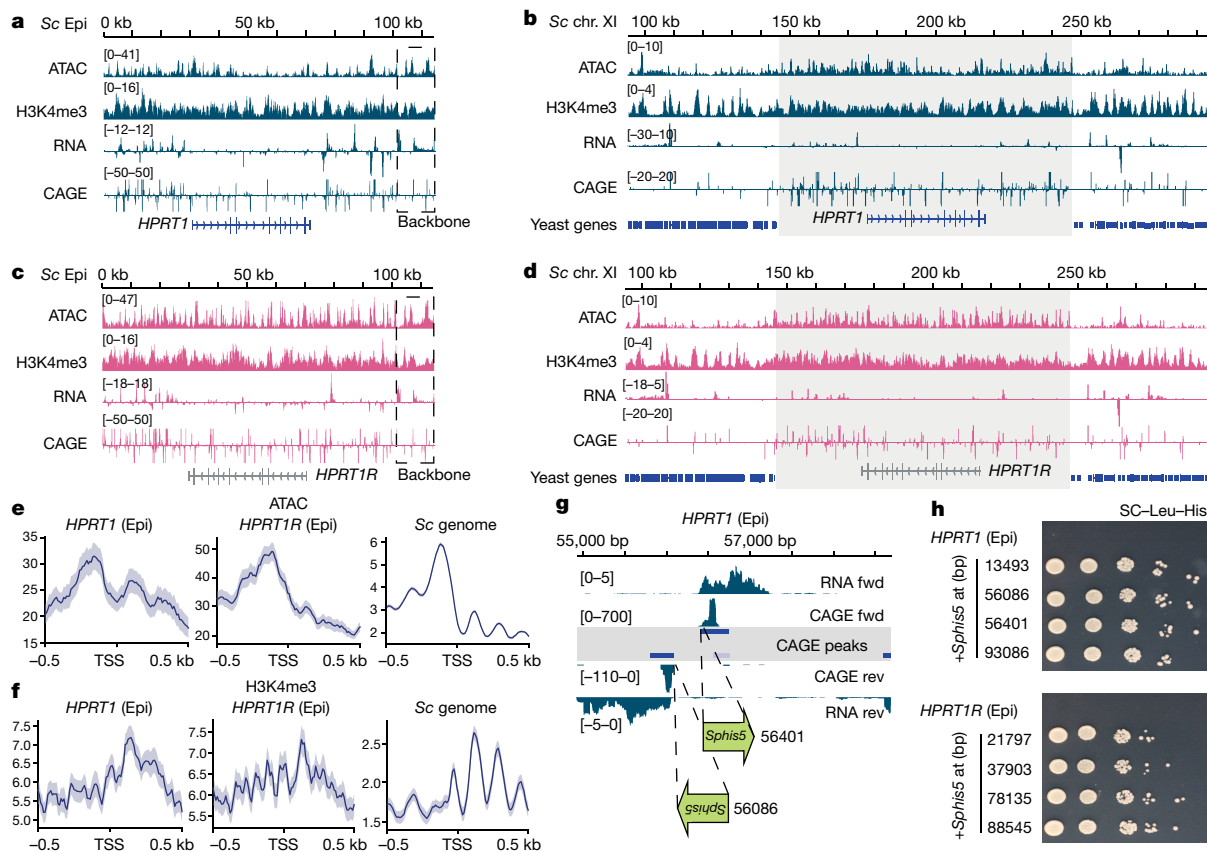 a
Sc Epi
0 kb 50 kb 100 kb
ATAC [0–41]
H3K4me3 [0–16]
RNA [–12–12]
CAGE [–50–50]
HPRT1
Backbone
b
Sc chr. XI
100 kb 150 kb 200 kb 250 kb
ATAC [0–10]
H3K4me3 [0–4]
RNA [–30–10]
CAGE [–20–20]
HPRT1
Yeast genes
c
Sc Epi
0 kb 50 kb 100 kb
ATAC [0–47]
H3K4me3 [0–16]
RNA [–18–18]
CAGE [–50–50]
HPRT1R
Backbone
d
Sc chr. XI
100 kb 150 kb 200 kb 250 kb
ATAC [0–10]
H3K4me3 [0–4]
RNA [–18–5]
CAGE [–20–20]
HPRT1R
Yeast genes
e
ATAC
HPRT1 (Epi) HPRT1R (Epi) Sc genome
35 30 25 20 15
50 40 30 20
6 5 4 3 2
–0.5 TSS 0.5 kb
–0.5 TSS 0.5 kb
–0.5 TSS 0.5 kb
f
H3K4me3
HPRT1 (Epi) HPRT1R (Epi) Sc genome
7.5 7.0 6.5 6.0 5.5 5.0
7.5 7.0 6.5 6.0 5.5 5.0
2.5 2.0 1.5
–0.5 TSS 0.5 kb
–0.5 TSS 0.5 kb
–0.5 TSS 0.5 kb
g
HPRT1 (Epi)
55,000 bp 57,000 bp
[0–5] RNA fwd
[0–700] CAGE fwd
CAGE peaks
[–110–0] CAGE rev
[–5–0] RNA rev
Sphis5 56401
Sphis5 56086
h
SC–Leu–His
HPRT1 (Epi)
+Sphis5 at (bp)
13493
56086
56401
93086
HPRT1R (Epi)
+Sphis5 at (bp)
21797
37903
78135
88545